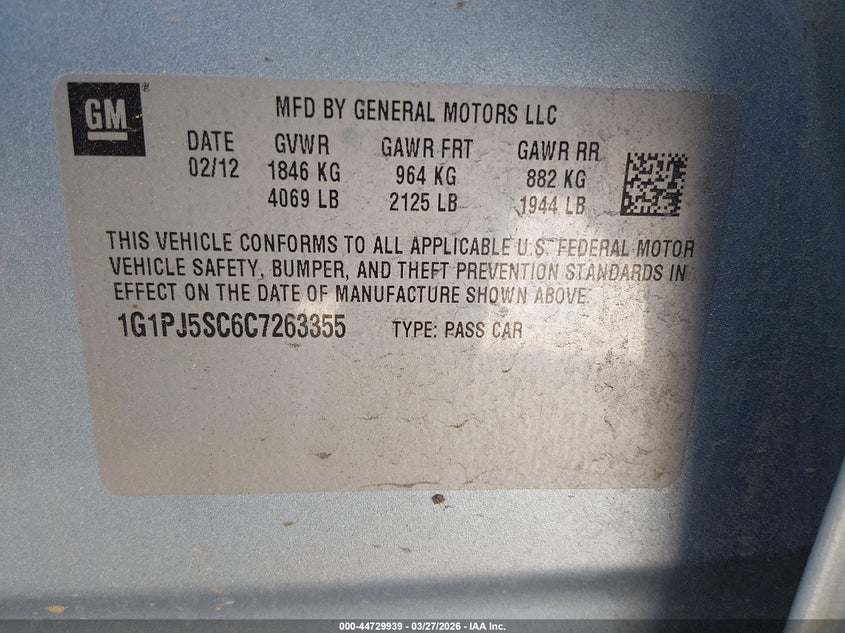 GM
MFD BY GENERAL MOTORS LLC
DATE GVWR GAWR FRT GAWR RR
02/12 1846 KG 964 KG 882 KG
4069 LB 2125 LB 1944 LB
THIS VEHICLE CONFORMS TO ALL APPLICABLE U.S. FEDERAL MOTOR
VEHICLE SAFETY, BUMPER, AND THEFT PREVENTION STANDARDS IN
EFFECT ON THE DATE OF MANUFACTURE SHOWN ABOVE.
1G1PJ5SC6C7263355 TYPE: PASS CAR
000-44729939 / 03/27/2026 - IAA Inc.